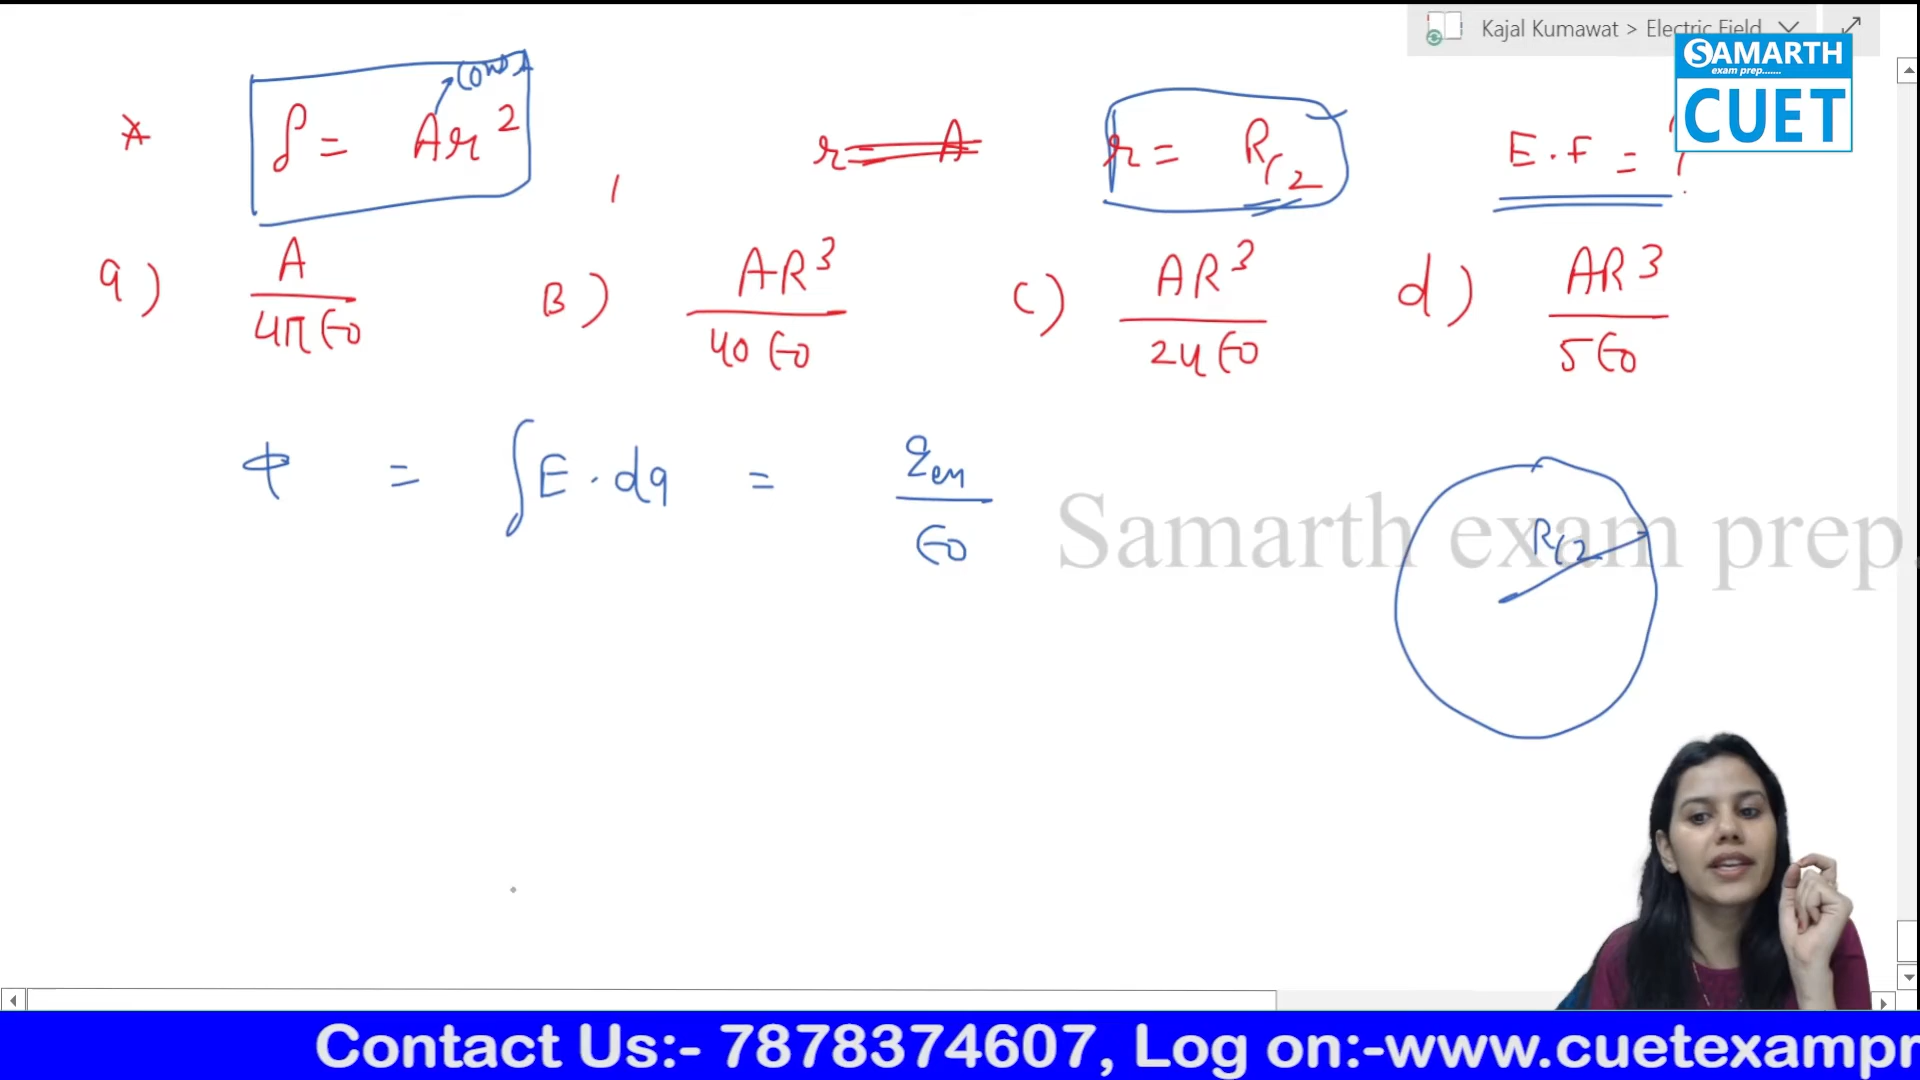 Kajal Kumawat > Electric Field
SAMARTH
exam prep.......
CUET
const
* ρ = Ar² , r = A r = R/2 E.F = ?
a) A/4πϵ0 B) AR³/40ϵ0 C) AR³/24ϵ0 d) AR³/5ϵ0
ϕ = ∫E.da = qen/ϵ0
R/2
Samarth exam prep.
Contact Us:- 7878374607, Log on:-www.cuetexampr